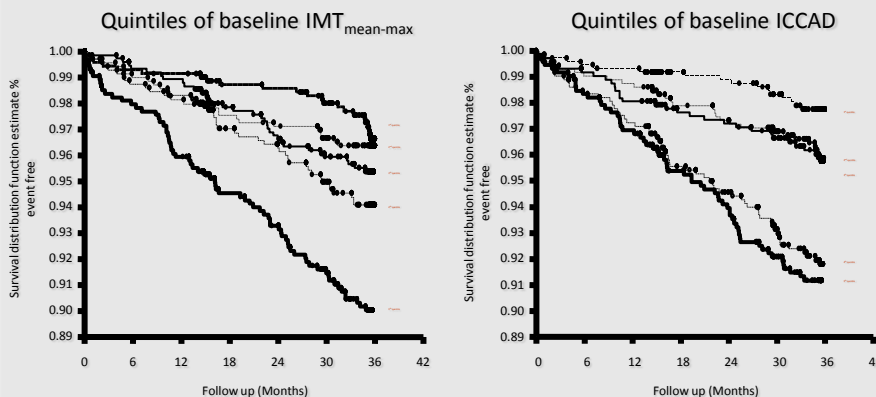 Quintiles of baseline IMTmean-max
Survival distribution function estimate %
event free
1.00
0.99
0.98
0.97
0.96
0.95
0.94
0.93
0.92
0.91
0.90
0.89
0 6 12 18 24 30 36 42
Follow up (Months)
Quintiles of baseline ICCAD
Survival distribution function estimate %
event free
1.00
0.99
0.98
0.97
0.96
0.95
0.94
0.93
0.92
0.91
0.90
0.89
0 6 12 18 24 30 36
Follow up (Months)